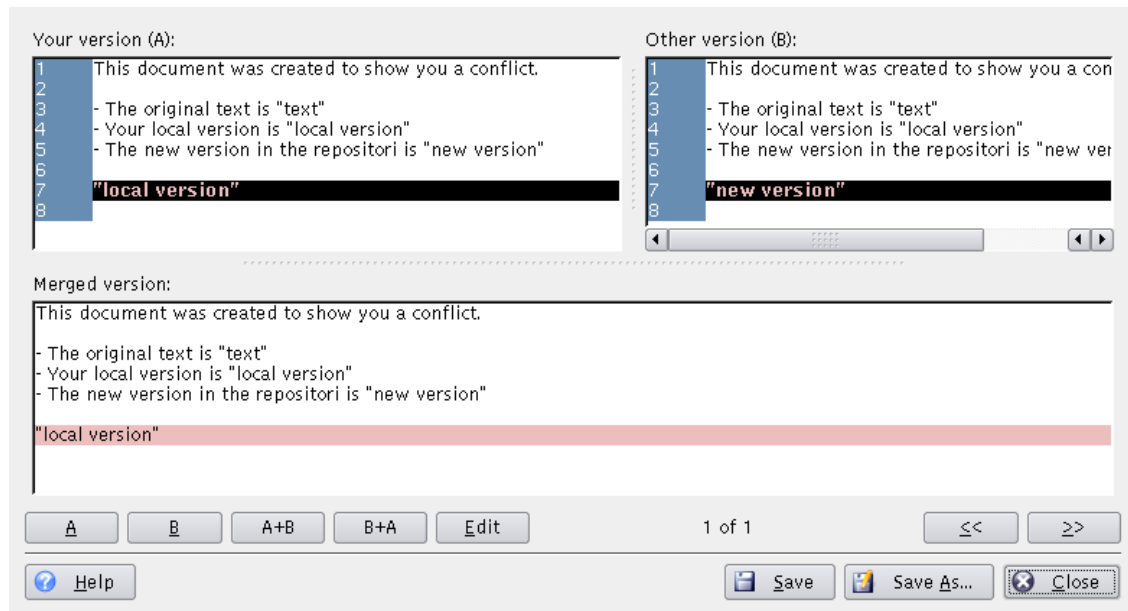 Your version (A):
1 This document was created to show you a conflict.
2
3 - The original text is "text"
4 - Your local version is "local version"
5 - The new version in the repositori is "new version"
6
7 "local version"
8
Other version (B):
1 This document was created to show you a con
2
3 - The original text is "text"
4 - Your local version is "local version"
5 - The new version in the repositori is "new ver
6
7 "new version"
8
Merged version:
This document was created to show you a conflict.
- The original text is "text"
- Your local version is "local version"
- The new version in the repositori is "new version"
"local version"
A B A+B B+A Edit 1 of 1 << >>
Help Save Save As... Close